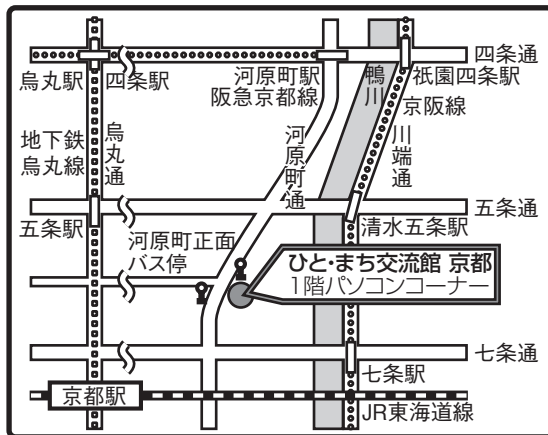 四条通
烏丸駅
四条駅
河原町駅
阪急京都線
鴨川
祇園四条駅
京阪線
地下鉄
烏丸線
烏丸通
河原町通
川端通
五条通
五条駅
清水五条駅
河原町正面
バス停
ひと・まち交流館 京都
1階パソコンコーナー
七条通
七条駅
京都駅
JR東海道線